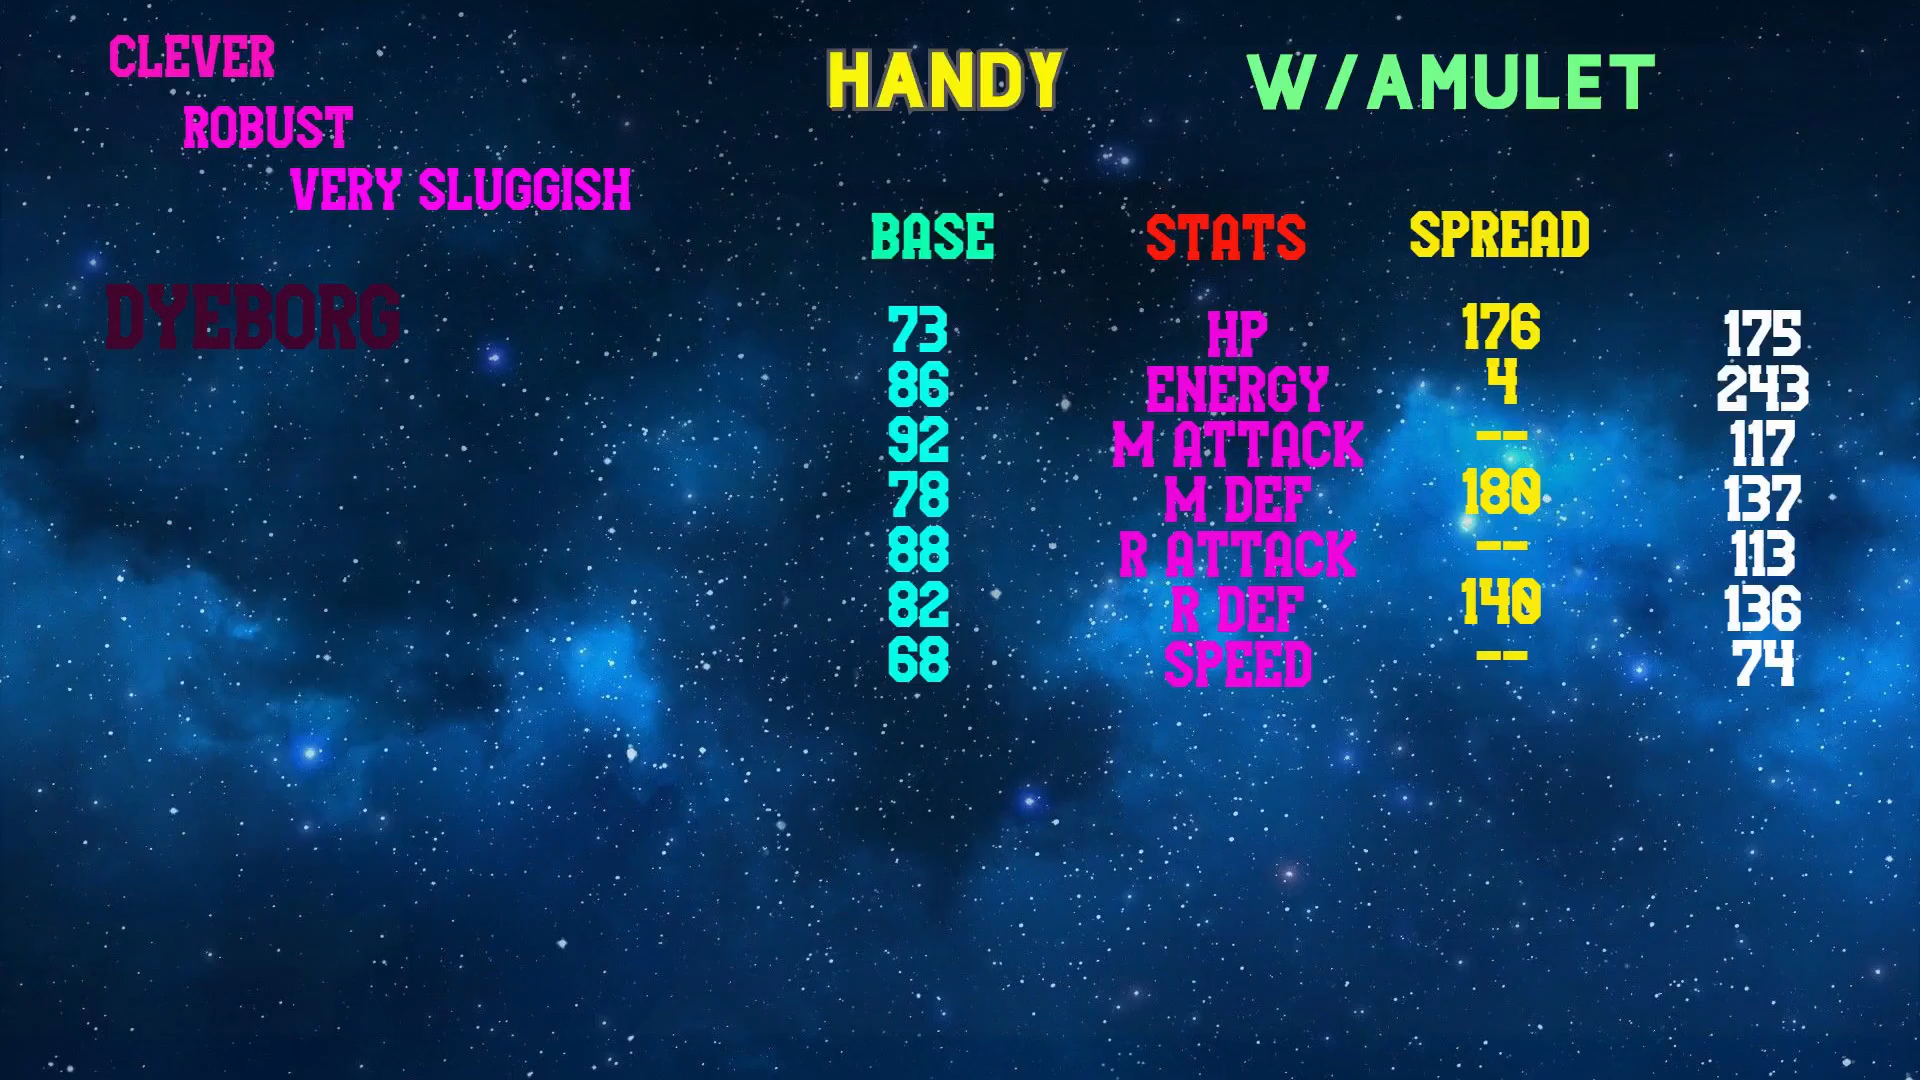 CLEVER
ROBUST
VERY SLUGGISH
HANDY W/AMULET
DYEBORG
BASE STATS SPREAD
73 HP 176 175
86 ENERGY 4 243
92 M ATTACK -- 117
78 M DEF 180 137
88 R ATTACK -- 113
82 R DEF 140 136
68 SPEED -- 74